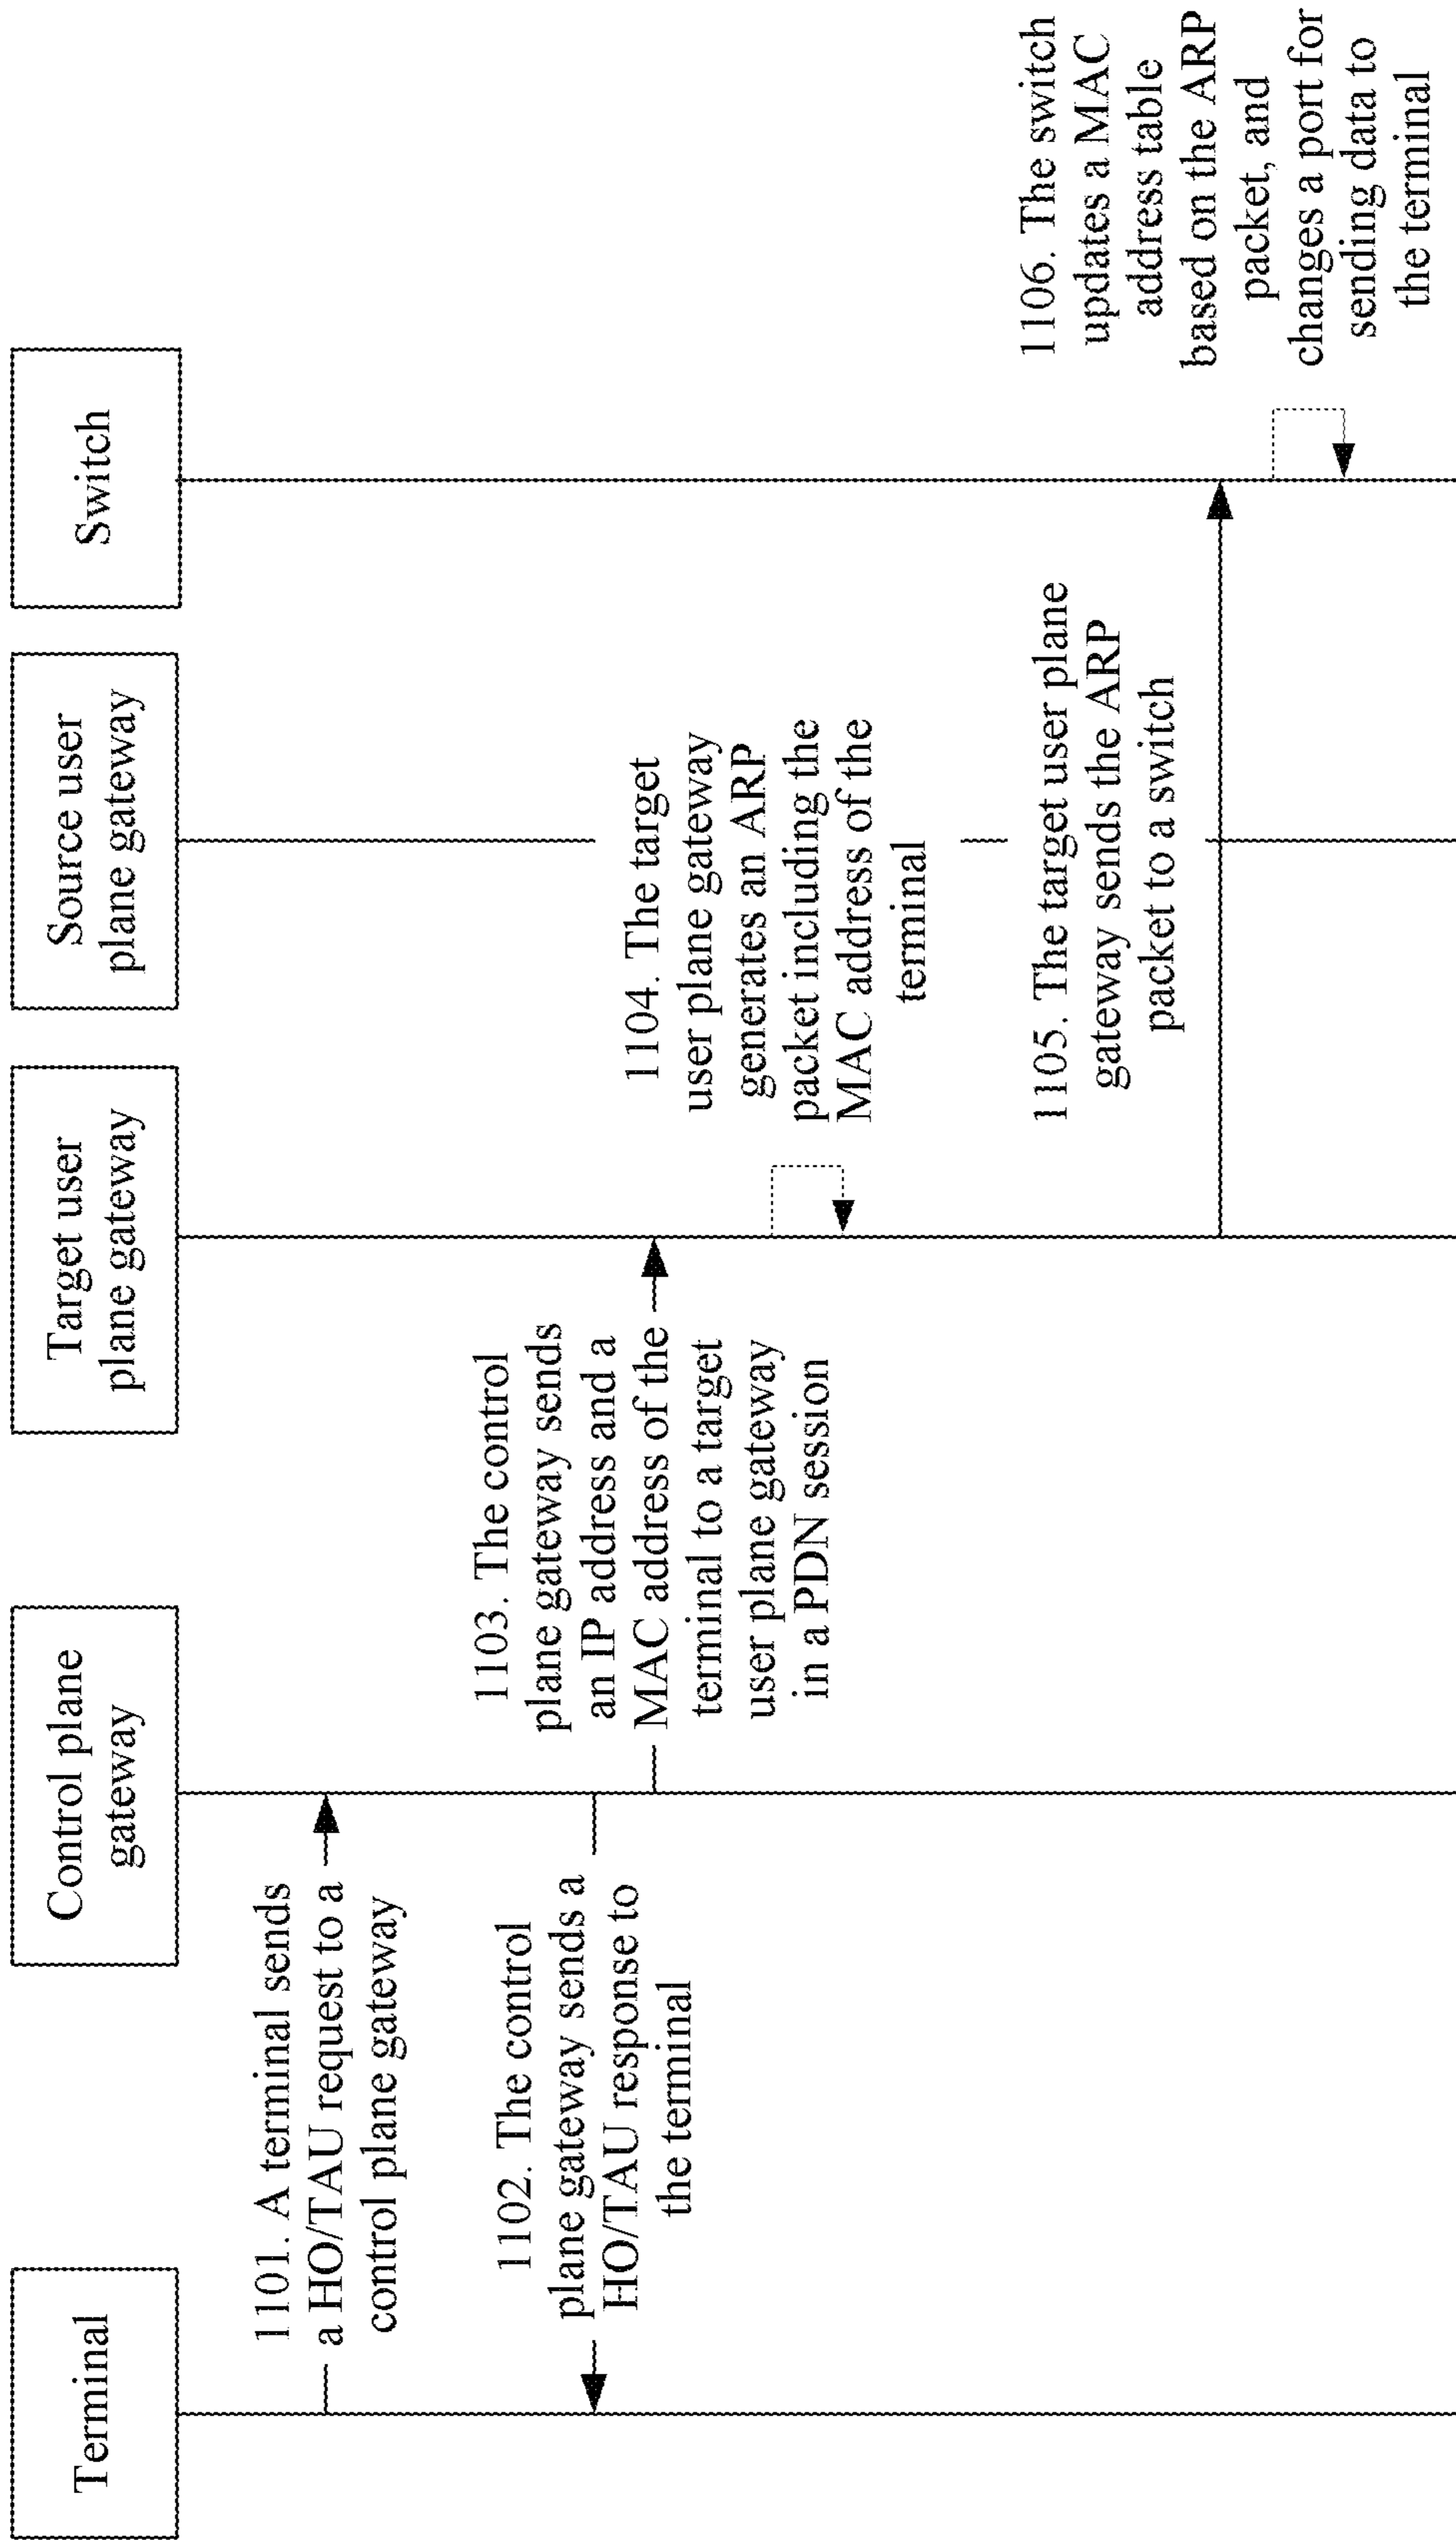 Terminal
Control plane
gateway
Target user
plane gateway
Source user
plane gateway
Switch
1101. A terminal sends
a HO/TAU request to a
control plane gateway
1102. The control
plane gateway sends a
HO/TAU response to
the terminal
1103. The control
plane gateway sends
an IP address and a
MAC address of the
terminal to a target
user plane gateway
in a PDN session
1104. The target
user plane gateway
generates an ARP
packet including the
MAC address of the
terminal
1105. The target user plane
gateway sends the ARP
packet to a switch
1106. The switch
updates a MAC
address table
based on the ARP
packet, and
changes a port for
sending data to
the terminal